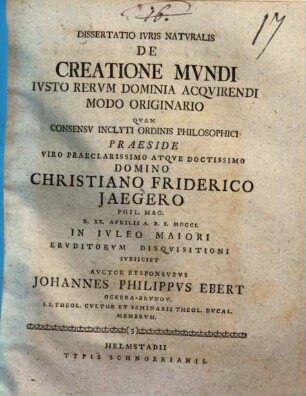 16.
17
DISSERTATIO IVRIS NATVRALIS
DE
CREATIONE MVNDI
IVSTO RERVM DOMINIA ACQVIRENDI
MODO ORIGINARIO
QVAM
CONSENSV INCLYTI ORDINIS PHILOSOPHICI
PRAESIDE
VIRO PRAECLARISSIMO ATQVE DOCTISSIMO
DOMINO
CHRISTIANO FRIDERICO
JAEGERO
PHIL. MAG.
D. XX. APRILIS A. R. S. MDCCL.
IN IVLEO MAIORI
ERVDITORVM DISQVISITIONI
SVBIICIET
AVCTOR RESPONSVRVS
JOHANNES PHILIPPVS EBERT
OCKERA-BRVNOV.
S.S. THEOL. CVLTOR ET SEMINARII THEOL. DVCAL.
MEMBRVM.
HELMSTADII
TYPIS SCHNORRIANIS.